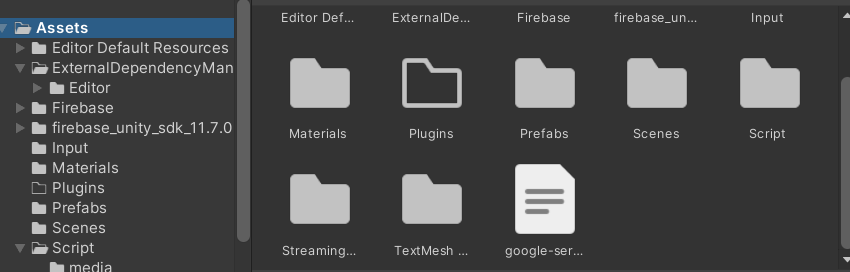 Assets
Editor Default Resources
ExternalDependencyMan
Editor
Firebase
firebase_unity_sdk_11.7.0
Input
Materials
Plugins
Prefabs
Scenes
Script
media
Editor Def...
ExternalDe...
Firebase
firebase_un...
Input
Materials
Plugins
Prefabs
Scenes
Script
Streaming...
TextMesh ...
google-ser...